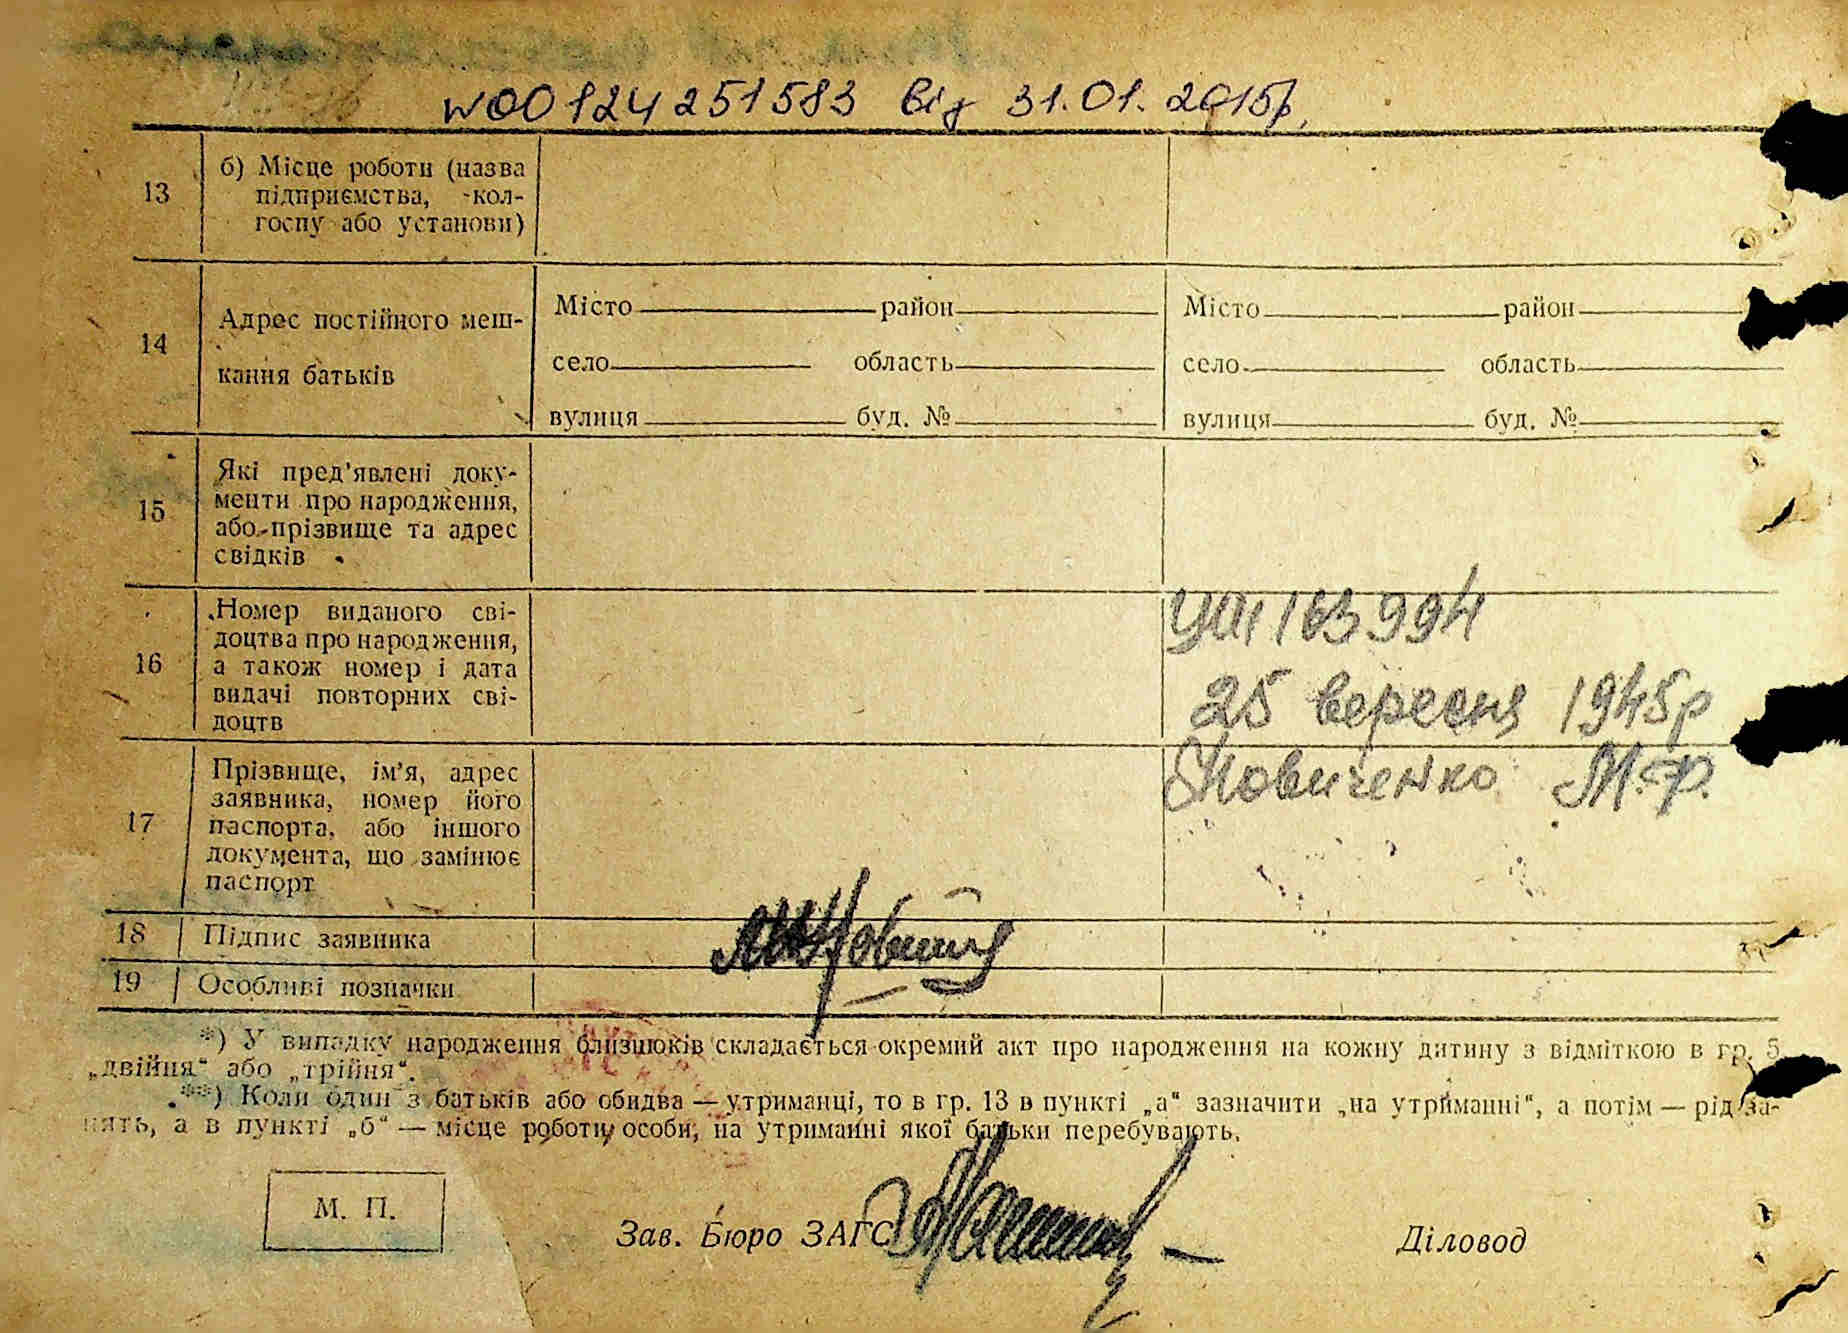 №00124251583 від 31.01.2015р.
13
б) Місце роботи (назва
підприємства, кол-
госпу або установи)
14
Адрес постійного меш-
кання батьків
Місто район
село область
вулиця буд. №
Місто район
село область
вулиця буд. №
15
Які пред'явлені доку-
менти про народження,
або прізвище та адрес
свідків
16
Номер виданого сві-
доцтва про народження,
а також номер і дата
видачі повторних сві-
доцтв
163994
25 вересня 1945р
17
Прізвище, ім'я, адрес
заявника, номер його
паспорта, або іншого
документа, що замінює
паспорт
Новиченко М.Ф.
18
Підпис заявника
19
Особливі позначки
*) У випадку народження близнюків складається окремий акт про народження на кожну дитину з відміткою в гр. 5
„двійня“ або „трійня“.
**) Коли один з батьків або обидва — утриманці, то в гр. 13 в пункті „а“ зазначити „на утриманні“, а потім — рід за-
нять, а в пункті „б“ — місце роботи особи, на утриманні якої батьки перебувають.
М. П.
Зав. Бюро ЗАГС
Діловод